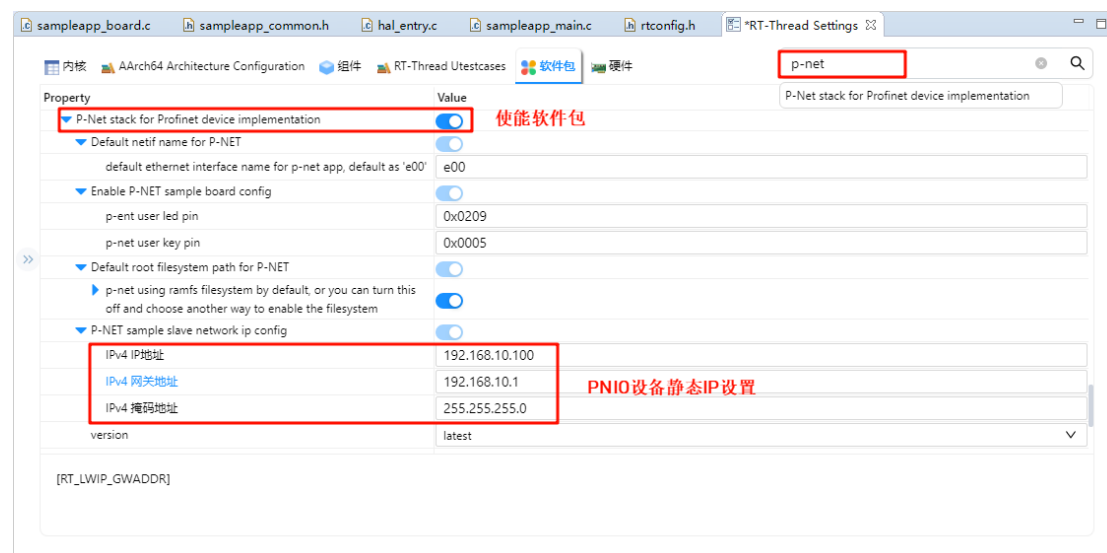 sampleapp_board.c sampleapp_common.h hal_entry.c sampleapp_main.c rtconfig.h *RT-Thread Settings
内核 AArch64 Architecture Configuration 组件 RT-Thread Utestcases 软件包 硬件 p-net
Property Value P-Net stack for Profinet device implementation
P-Net stack for Profinet device implementation 使能软件包
Default netif name for P-NET
default ethernet interface name for p-net app, default as 'e00' e00
Enable P-NET sample board config
p-ent user led pin 0x0209
p-net user key pin 0x0005
Default root filesystem path for P-NET
p-net using ramfs filesystem by default, or you can turn this
off and choose another way to enable the filesystem
P-NET sample slave network ip config
IPv4 IP地址 192.168.10.100
IPv4 网关地址 192.168.10.1 PNIO设备静态IP设置
IPv4 掩码地址 255.255.255.0
version latest
[RT_LWIP_GWADDR]